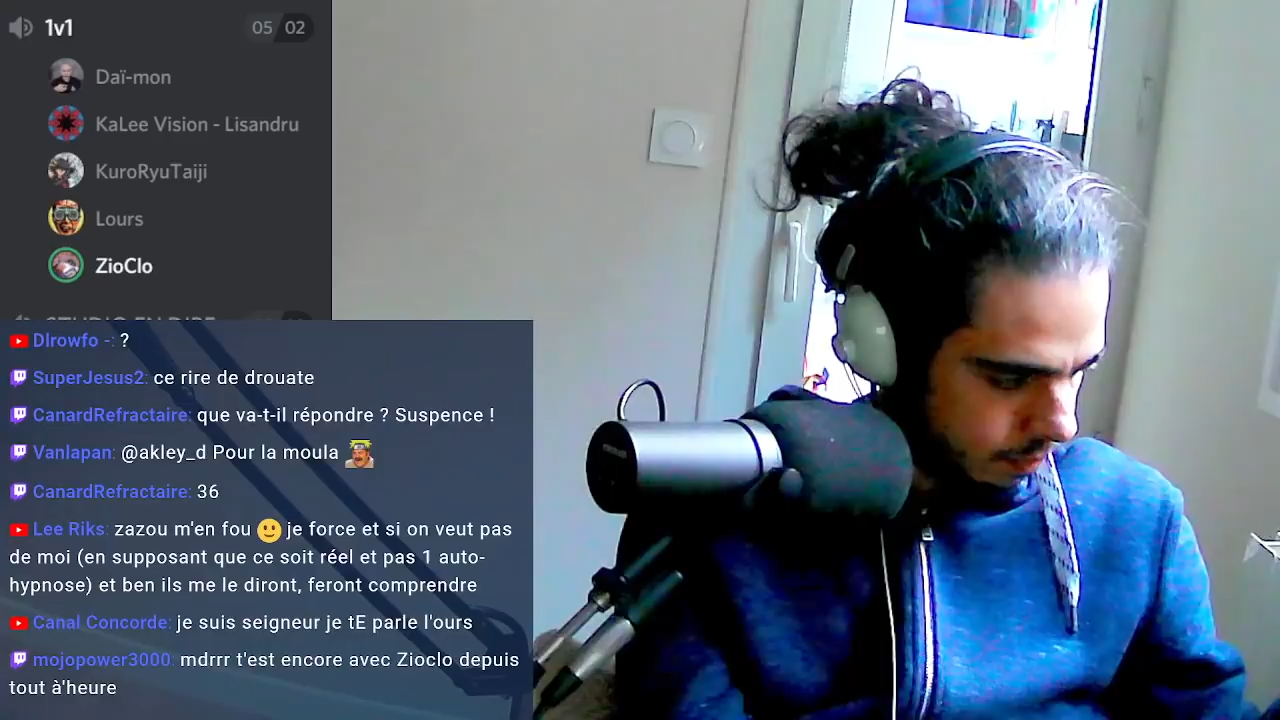 1v1
05 02
Daï-mon
KaLee Vision - Lisandru
KuroRyuTaiji
Lours
ZioClo
STUDIO EN DIRE
DIrowfo -: ?
SuperJesus2: ce rire de drouate
CanardRefractaire: que va-t-il répondre ? Suspence !
Vanlapan: @akley_d Pour la moula
CanardRefractaire: 36
Lee Riks: zazou m'en fou 🙂 je force et si on veut pas
de moi (en supposant que ce soit réel et pas 1 auto-
hypnose) et ben ils me le diront, feront comprendre
Canal Concorde: je suis seigneur je tE parle l'ours
mojopower3000: mdrrr t'est encore avec Zioclo depuis
tout à'heure